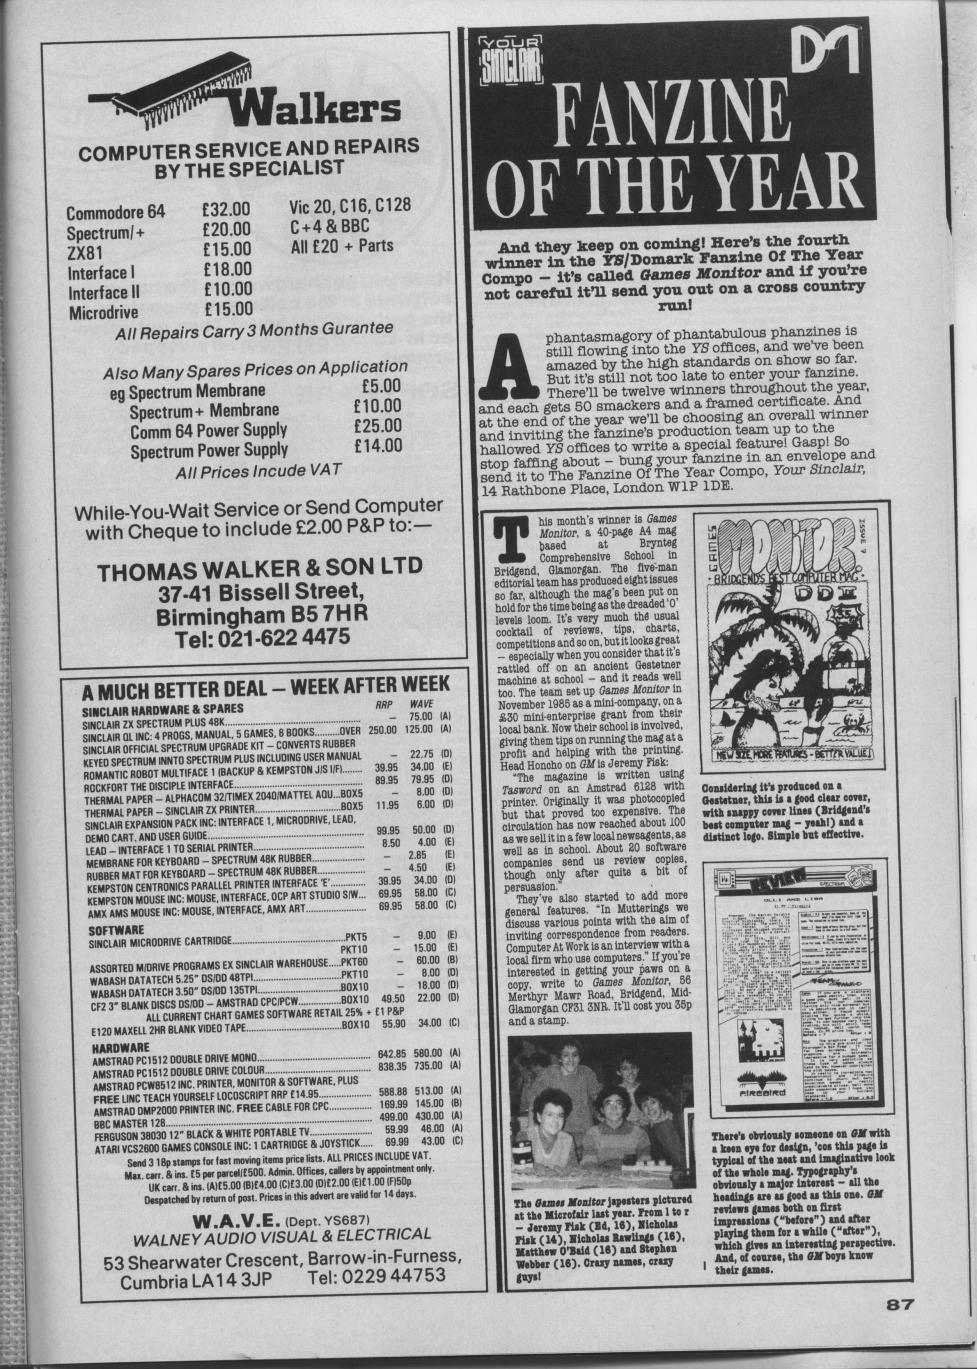 Walkers
COMPUTER SERVICE AND REPAIRS
BY THE SPECIALIST
Commodore 64 £32.00
Spectrum/+ £20.00
ZX81 £15.00
Interface I £18.00
Interface II £10.00
Microdrive £15.00
Vic 20, C16, C128
C+4 & BBC
All £20 + Parts
All Repairs Carry 3 Months Gurantee
Also Many Spares Prices on Application
eg Spectrum Membrane £5.00
Spectrum+ Membrane £10.00
Comm 64 Power Supply £25.00
Spectrum Power Supply £14.00
All Prices Incude VAT
While-You-Wait Service or Send Computer
with Cheque to include £2.00 P&P to:—
THOMAS WALKER & SON LTD
37-41 Bissell Street,
Birmingham B5 7HR
Tel: 021-622 4475
A MUCH BETTER DEAL – WEEK AFTER WEEK
SINCLAIR HARDWARE & SPARES RRP WAVE
SINCLAIR ZX SPECTRUM PLUS 48K – 75.00 (A)
SINCLAIR QL INC: 4 PROGS, MANUAL, 5 GAMES, 8 BOOKS OVER 250.00 125.00 (A)
SINCLAIR OFFICIAL SPECTRUM UPGRADE KIT – CONVERTS RUBBER
KEYED SPECTRUM INNTO SPECTRUM PLUS INCLUDING USER MANUAL – 22.75 (D)
ROMANTIC ROBOT MULTIFACE 1 (BACKUP & KEMPSTON J/S I/F) 39.95 34.00 (E)
ROCKFORT THE DISCIPLE INTERFACE 89.95 79.95 (D)
THERMAL PAPER – ALPHACOM 32/TIMEX 2040/MATTEL AOU...BOX5 – 8.00 (D)
THERMAL PAPER – SINCLAIR ZX PRINTER BOX5 11.95 6.00 (D)
SINCLAIR EXPANSION PACK INC: INTERFACE 1, MICRODRIVE, LEAD,
DEMO CART, AND USER GUIDE 99.95 50.00 (D)
LEAD – INTERFACE 1 TO SERIAL PRINTER 8.50 4.00 (E)
MEMBRANE FOR KEYBOARD – SPECTRUM 48K RUBBER – 2.85 (E)
RUBBER MAT FOR KEYBOARD – SPECTRUM 48K RUBBER – 4.50 (E)
KEMPSTON CENTRONICS PARALLEL PRINTER INTERFACE 'E' 39.95 34.00 (D)
KEMPSTON MOUSE INC: MOUSE, INTERFACE, OCP ART STUDIO S/W... 69.95 58.00 (C)
AMX AMS MOUSE INC: MOUSE, INTERFACE, AMX ART 69.95 58.00 (C)
SOFTWARE
SINCLAIR MICRODRIVE CARTRIDGE PKT5 – 9.00 (E)
PKT10 – 15.00 (E)
ASSORTED M/DRIVE PROGRAMS EX SINCLAIR WAREHOUSE PKT60 – 60.00 (B)
WABASH DATATECH 5.25" DS/DD 48TPI PKT10 – 8.00 (D)
WABASH DATATECH 3.50" DS/DD 135TPI BOX10 – 18.00 (D)
CF2 3" BLANK DISCS DS/DD – AMSTRAD CPC/PCW BOX10 49.50 22.00 (D)
ALL CURRENT CHART GAMES SOFTWARE RETAIL 25% + £1 P&P
E120 MAXELL 2HR BLANK VIDEO TAPE BOX10 55.90 34.00 (C)
HARDWARE
AMSTRAD PC1512 DOUBLE DRIVE MONO 642.85 580.00 (A)
AMSTRAD PC1512 DOUBLE DRIVE COLOUR 838.35 735.00 (A)
AMSTRAD PCW8512 INC. PRINTER, MONITOR & SOFTWARE, PLUS
FREE LINC TEACH YOURSELF LOCOSCRIPT RRP £14.95 588.88 513.00 (A)
AMSTRAD DMP2000 PRINTER INC. FREE CABLE FOR CPC 169.99 145.00 (B)
BBC MASTER 128 499.00 430.00 (A)
FERGUSON 38030 12" BLACK & WHITE PORTABLE TV 59.99 46.00 (A)
ATARI VCS2600 GAMES CONSOLE INC: 1 CARTRIDGE & JOYSTICK 69.99 43.00 (C)
Send 3 18p stamps for fast moving items price lists. ALL PRICES INCLUDE VAT.
Max. carr. & ins. £5 per parcel/£500. Admin. Offices, callers by appointment only.
UK carr. & ins. (A)£5.00 (B)£4.00 (C)£3.00 (D)£2.00 (E)£1.00 (F)50p
Despatched by return of post. Prices in this advert are valid for 14 days.
W.A.V.E. (Dept. YS687)
WALNEY AUDIO VISUAL & ELECTRICAL
53 Shearwater Crescent, Barrow-in-Furness,
Cumbria LA14 3JP Tel: 0229 44753
YOUR
SINCLAIR
FANZINE
OF THE YEAR
And they keep on coming! Here's the fourth
winner in the YS/Domark Fanzine Of The Year
Compo – it's called Games Monitor and if you're
not careful it'll send you out on a cross country
run!
A phantasmagory of phantabulous phanzines is
still flowing into the YS offices, and we've been
amazed by the high standards on show so far.
But it's still not too late to enter your fanzine.
There'll be twelve winners throughout the year,
and each gets 50 smackers and a framed certificate. And
at the end of the year we'll be choosing an overall winner
and inviting the fanzine's production team up to the
hallowed YS offices to write a special feature! Gasp! So
stop faffing about – bung your fanzine in an envelope and
send it to The Fanzine Of The Year Compo, Your Sinclair,
14 Rathbone Place, London W1P 1DE.
This month's winner is Games
Monitor, a 40-page A4 mag
based at Brynteg
Comprehensive School in
Bridgend, Glamorgan. The five-man
editorial team has produced eight issues
so far, although the mag's been put on
hold for the time being as the dreaded 'O'
levels loom. It's very much the usual
cocktail of reviews, tips, charts,
competitions and so on, but it looks great
– especially when you consider that it's
rattled off on an ancient Gestetner
machine at school – and it reads well
too. The team set up Games Monitor in
November 1985 as a mini-company, on a
£30 mini-enterprise grant from their
local bank. Now their school is involved,
giving them tips on running the mag at a
profit and helping with the printing.
Head Honcho on GM is Jeremy Fisk:
"The magazine is written using
Tasword on an Amstrad 6128 with
printer. Originally it was photocopied
but that proved too expensive. The
circulation has now reached about 100
as we sell it in a few local newsagents, as
well as in school. About 20 software
companies send us review copies,
though only after quite a bit of
persuasion."
They've also started to add more
general features. "In Mutterings we
discuss various points with the aim of
inviting correspondence from readers.
Computer At Work is an interview with a
local firm who use computers." If you're
interested in getting your paws on a
copy, write to Games Monitor, 56
Merthyr Mawr Road, Bridgend, Mid-
Glamorgan CF31 3NR. It'll cost you 35p
and a stamp.
The Games Monitor japesters pictured
at the Microfair last year. From l to r
– Jeremy Fisk (Ed, 16), Nicholas
Fisk (14), Nicholas Rawlings (16),
Matthew O'Baid (16) and Stephen
Webber (16). Crazy names, crazy
guys!
GAMES
MONITOR
ISSUE 7
BRIDGEND'S BEST COMPUTER MAG
NEW SIZE, MORE FEATURES – BETTER VALUE!
Considering it's produced on a
Gestetner, this is a good clear cover,
with snappy cover lines (Bridgend's
best computer mag – yeah!) and a
distinct logo. Simple but effective.
REVIEW
SPECTRUM
OLLI AND LISA
FIREBIRD
There's obviously someone on GM with
a keen eye for design, 'cos this page is
typical of the neat and imaginative look
of the whole mag. Typography's
obviously a major interest – all the
headings are as good as this one. GM
reviews games both on first
impressions ("before") and after
playing them for a while ("after"),
which gives an interesting perspective.
And, of course, the GM boys know
their games.
87